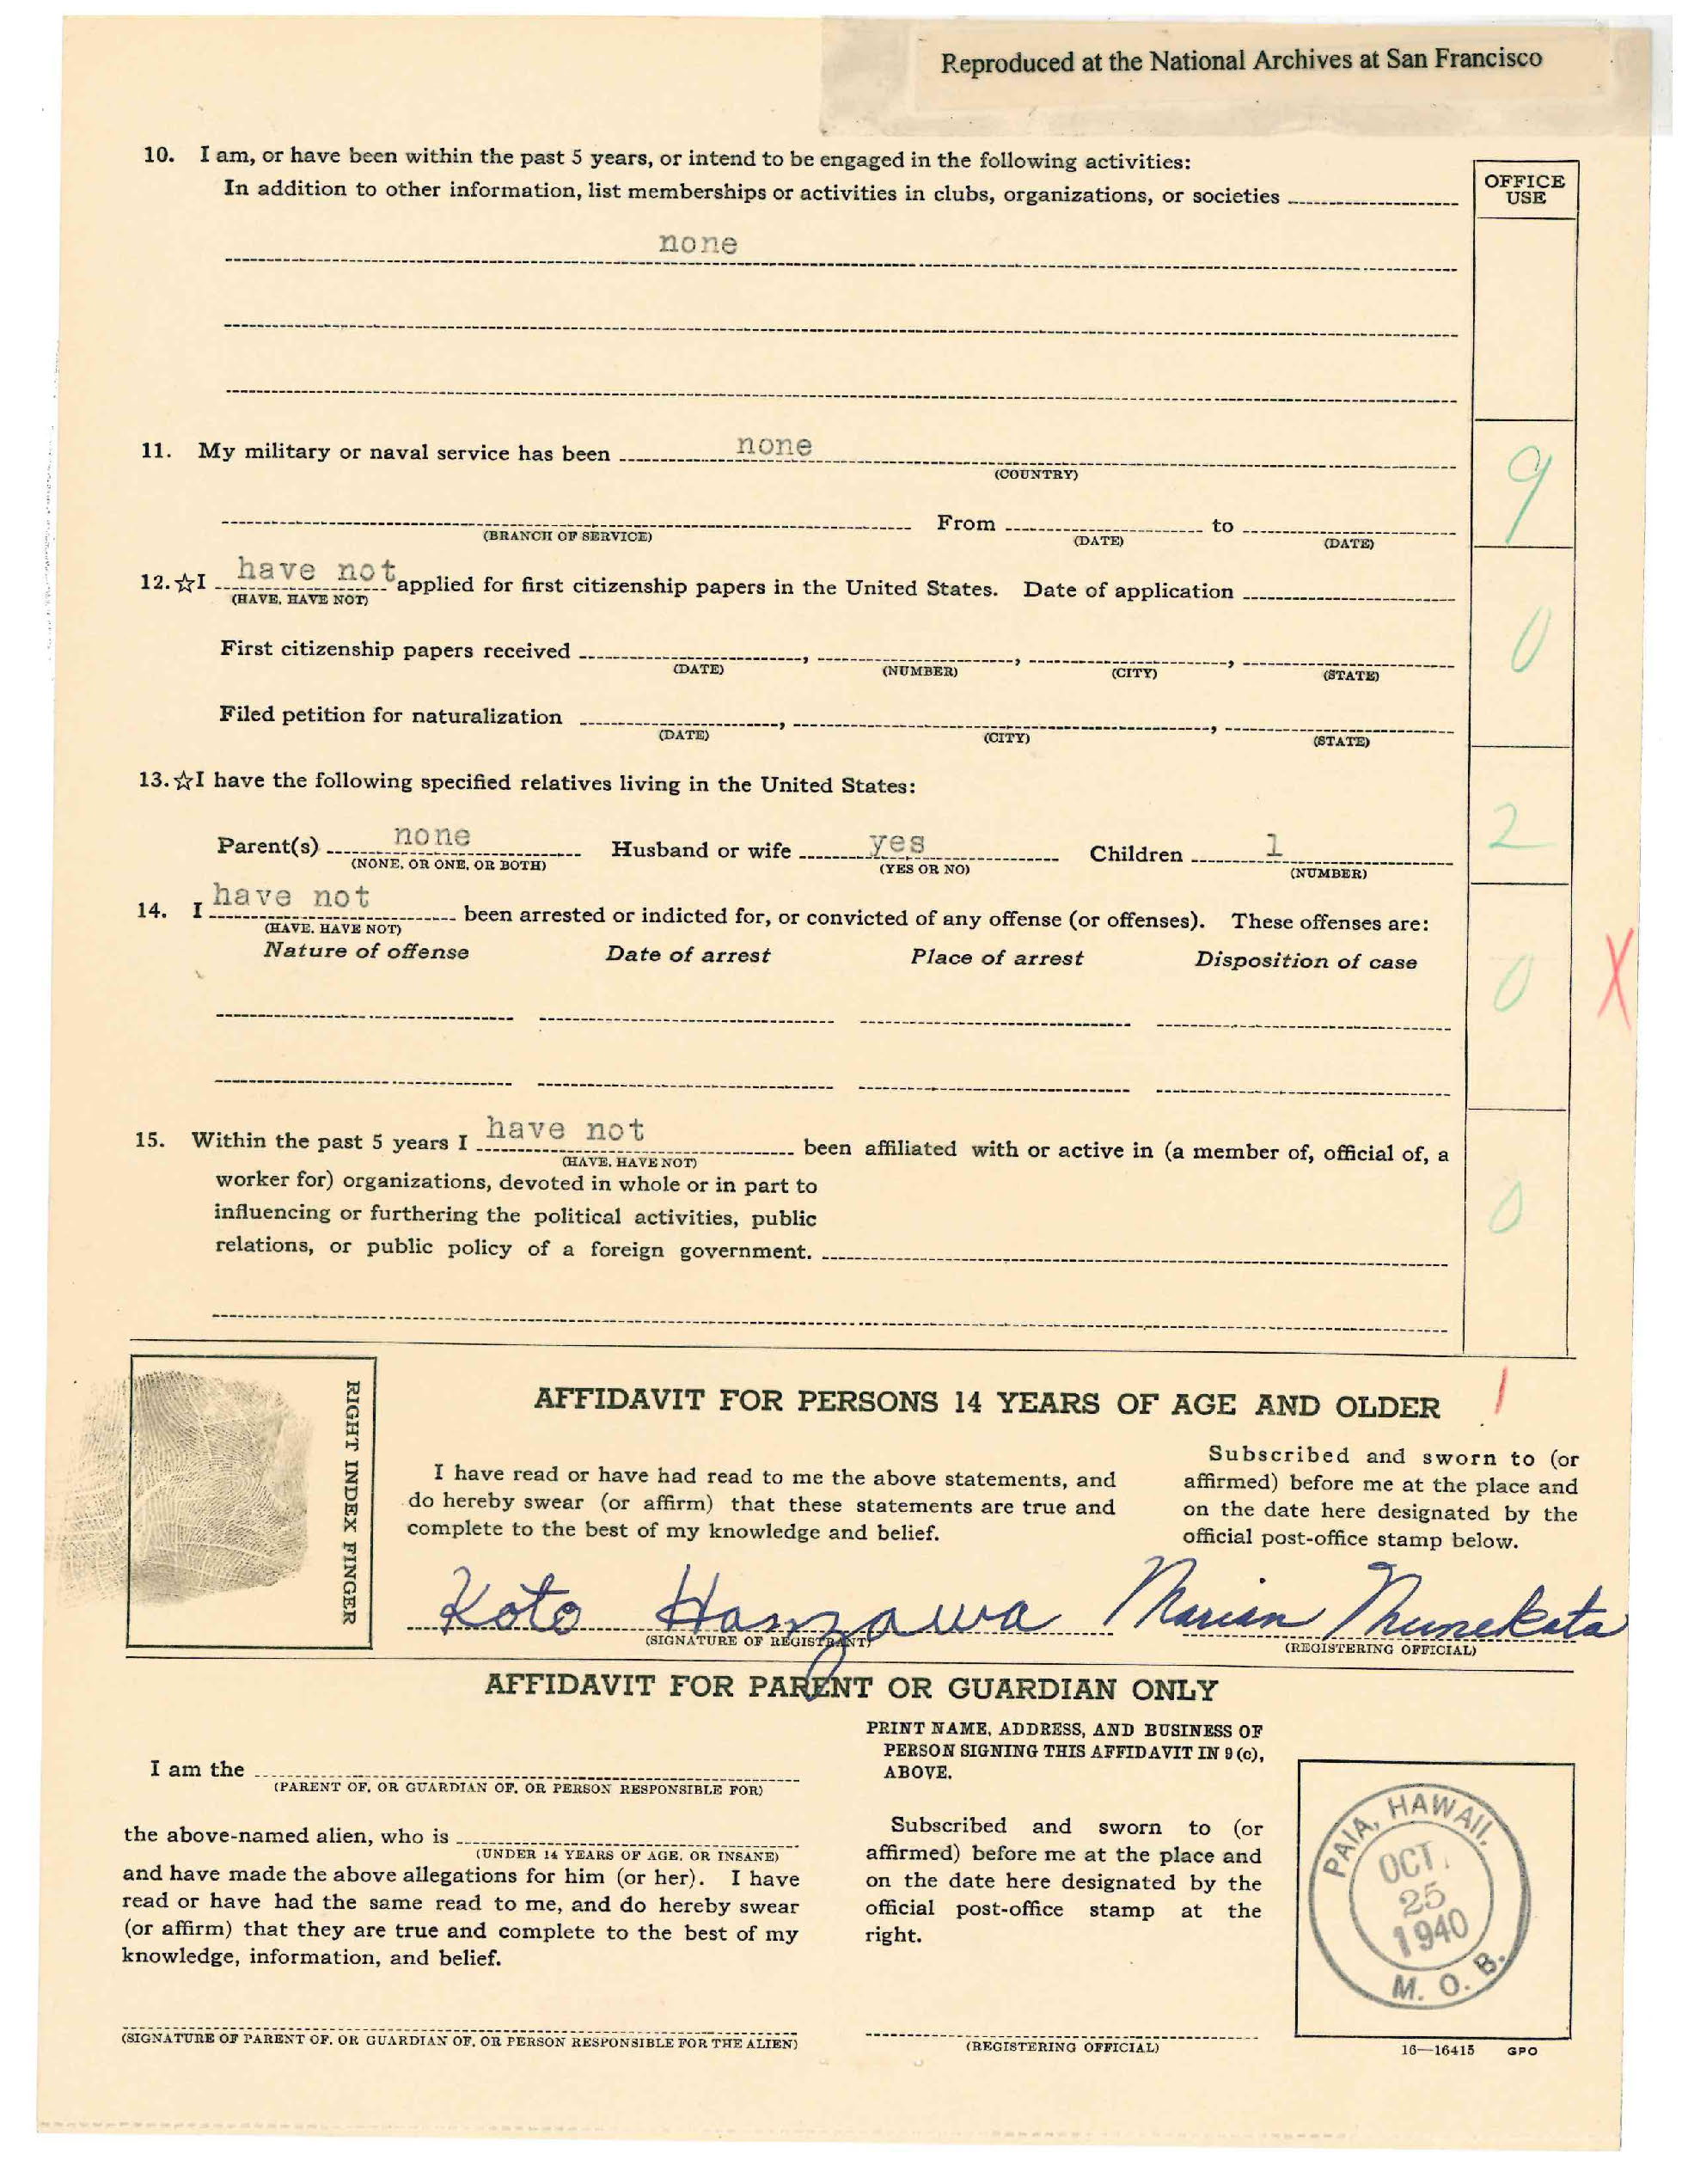 Reproduced at the National Archives at San Francisco
10. I am, or have been within the past 5 years, or intend to be engaged in the following activities:
In addition to other information, list memberships or activities in clubs, organizations, or societies
OFFICE
USE
none
11. My military or naval service has been none
(COUNTRY)
9
From to
(BRANCH OF SERVICE) (DATE) (DATE)
12. ☆I have not applied for first citizenship papers in the United States. Date of application
(HAVE, HAVE NOT)
0
First citizenship papers received , , ,
(DATE) (NUMBER) (CITY) (STATE)
Filed petition for naturalization , ,
(DATE) (CITY) (STATE)
13. ☆I have the following specified relatives living in the United States:
2
Parent(s) none Husband or wife yes Children 1
(NONE, OR ONE, OR BOTH) (YES OR NO) (NUMBER)
14. I have not been arrested or indicted for, or convicted of any offense (or offenses). These offenses are:
(HAVE, HAVE NOT)
Nature of offense Date of arrest Place of arrest Disposition of case
0 X
15. Within the past 5 years I have not been affiliated with or active in (a member of, official of, a
(HAVE, HAVE NOT)
worker for) organizations, devoted in whole or in part to
influencing or furthering the political activities, public
relations, or public policy of a foreign government.
0
RIGHT INDEX FINGER
AFFIDAVIT FOR PERSONS 14 YEARS OF AGE AND OLDER
I have read or have had read to me the above statements, and
do hereby swear (or affirm) that these statements are true and
complete to the best of my knowledge and belief.
Subscribed and sworn to (or
affirmed) before me at the place and
on the date here designated by the
official post-office stamp below.
Koto Hanzawa Marian Munekata
(SIGNATURE OF REGISTRANT) (REGISTERING OFFICIAL)
AFFIDAVIT FOR PARENT OR GUARDIAN ONLY
I am the
(PARENT OF, OR GUARDIAN OF, OR PERSON RESPONSIBLE FOR)
the above-named alien, who is
(UNDER 14 YEARS OF AGE, OR INSANE)
and have made the above allegations for him (or her). I have
read or have had the same read to me, and do hereby swear
(or affirm) that they are true and complete to the best of my
knowledge, information, and belief.
(SIGNATURE OF PARENT OF, OR GUARDIAN OF, OR PERSON RESPONSIBLE FOR THE ALIEN)
PRINT NAME, ADDRESS, AND BUSINESS OF
PERSON SIGNING THIS AFFIDAVIT IN 9 (c),
ABOVE.
Subscribed and sworn to (or
affirmed) before me at the place and
on the date here designated by the
official post-office stamp at the
right.
(REGISTERING OFFICIAL)
PAIA, HAWAII.
OCT.
25
1940
M. O. B.
16—16415 GPO